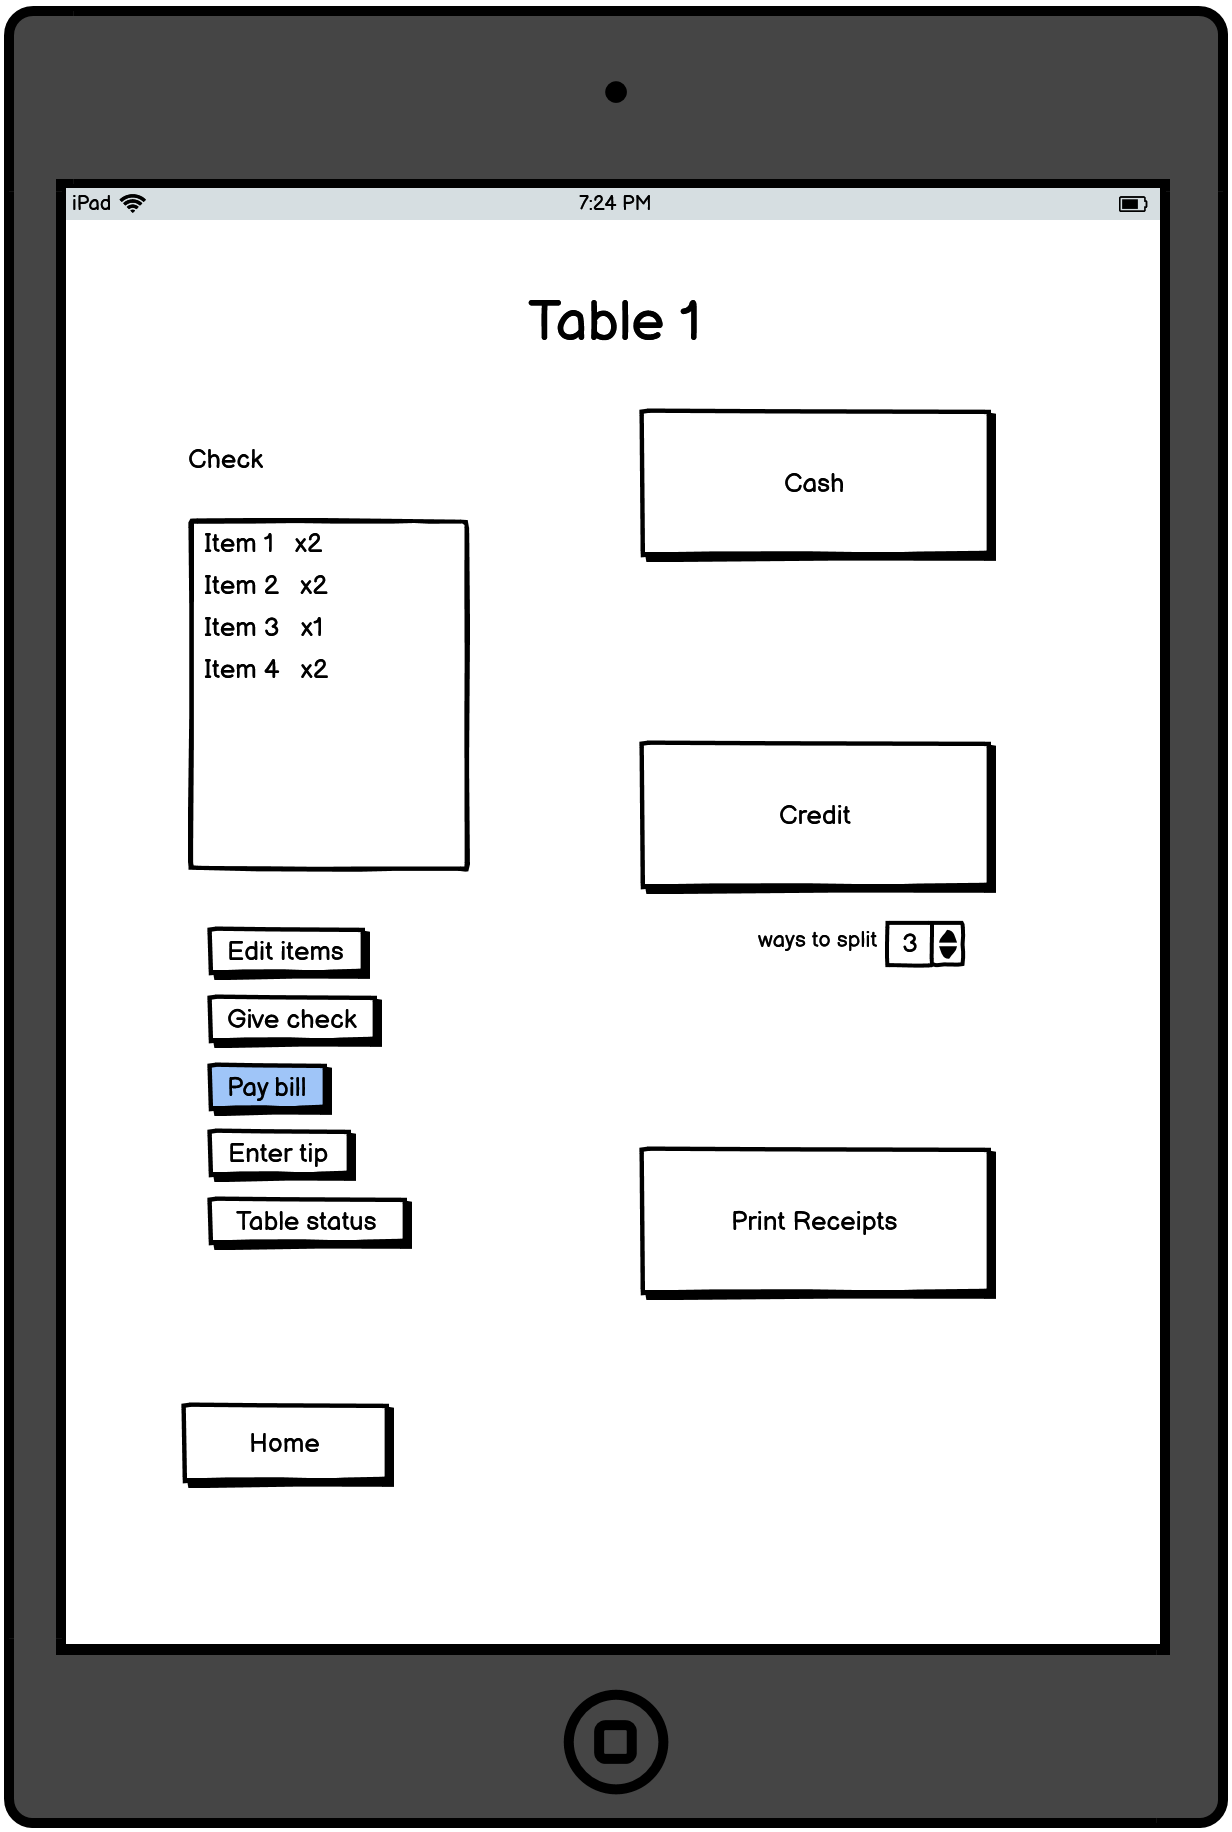 iPad 7:24 PM
Table 1
Check
Item 1 x2
Item 2 x2
Item 3 x1
Item 4 x2
Edit items
Give check
Pay bill
Enter tip
Table status
Home
Cash
Credit
ways to split 3
Print Receipts